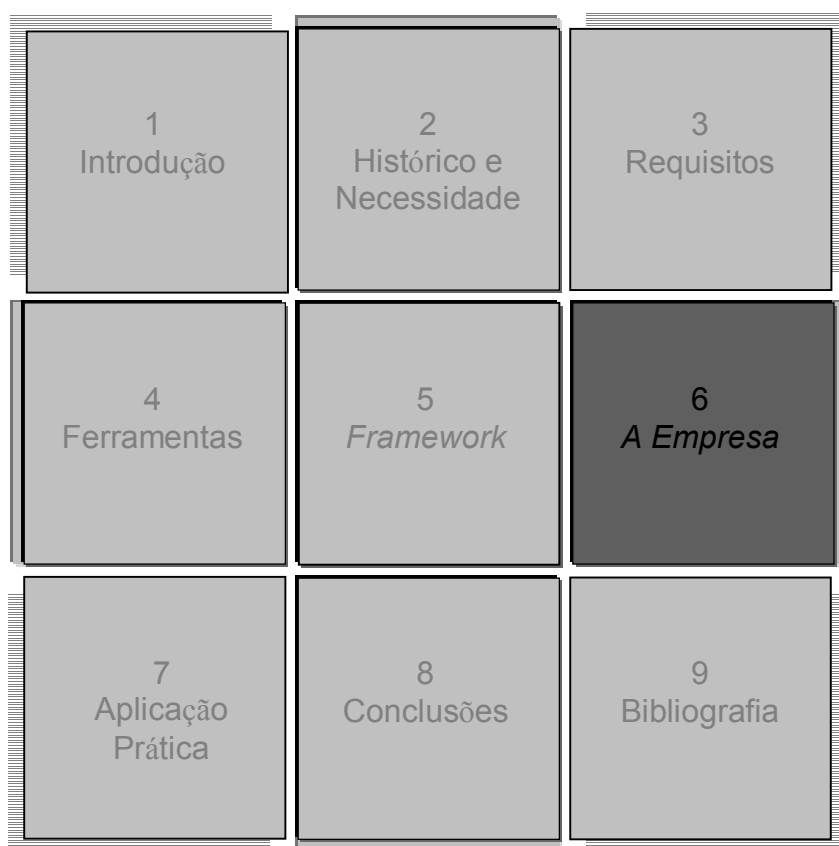 1
Introdução
2
Histórico e
Necessidade
3
Requisitos
4
Ferramentas
5
Framework
6
A Empresa
7
Aplicação
Prática
8
Conclusões
9
Bibliografia